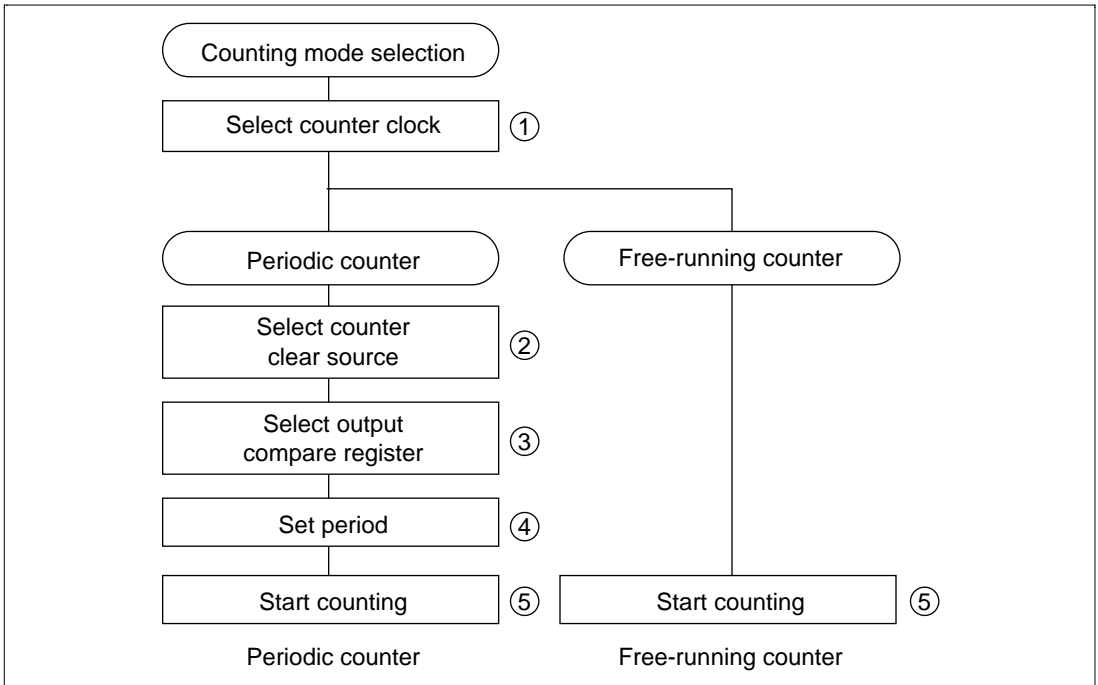 Counting mode selection
Select counter clock
①
Periodic counter
Free-running counter
Select counter
clear source
②
Select output
compare register
③
Set period
④
Start counting
⑤
Start counting
⑤
Periodic counter
Free-running counter